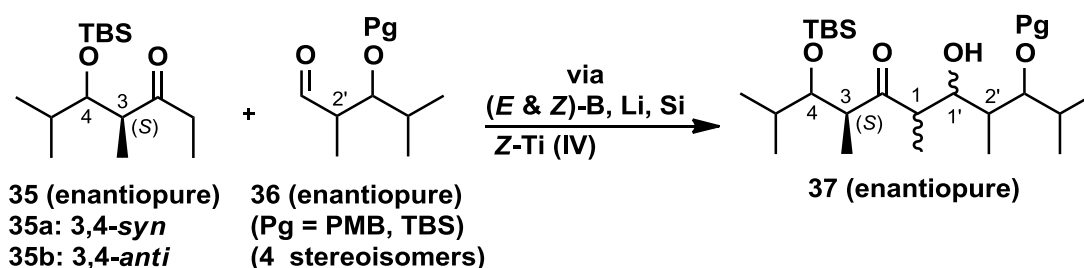 TBS
O
O
3
4
(S)
+
Pg
O
O
2'
via
(E & Z)-B, Li, Si
Z-Ti (IV)
TBS
O
O
OH
Pg
O
4
3
(S)
1
1'
2'
35 (enantiopure)
35a: 3,4-syn
35b: 3,4-anti
36 (enantiopure)
(Pg = PMB, TBS)
(4 stereoisomers)
37 (enantiopure)